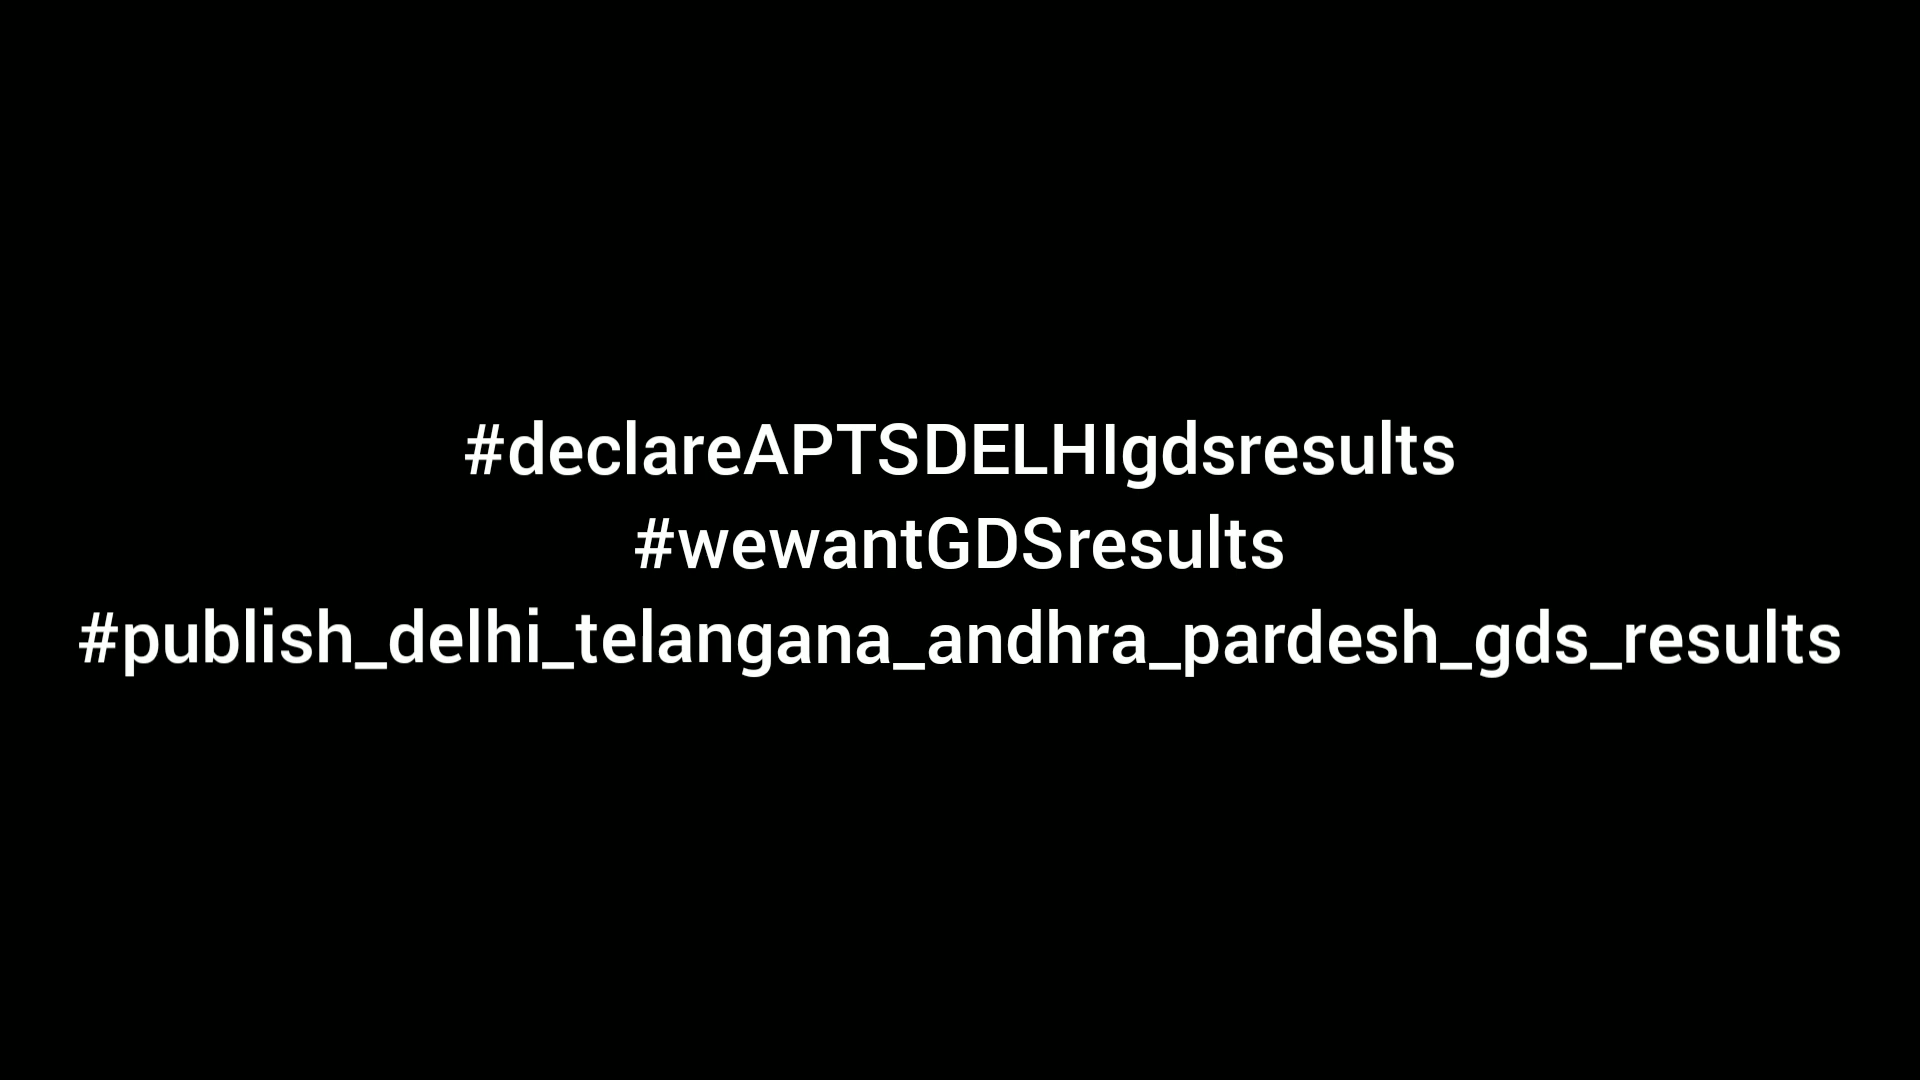 #declareAPTSDELHIgdsresults
#wewantGDSresults
#publish_delhi_telangana_andhra_pardesh_gds_results